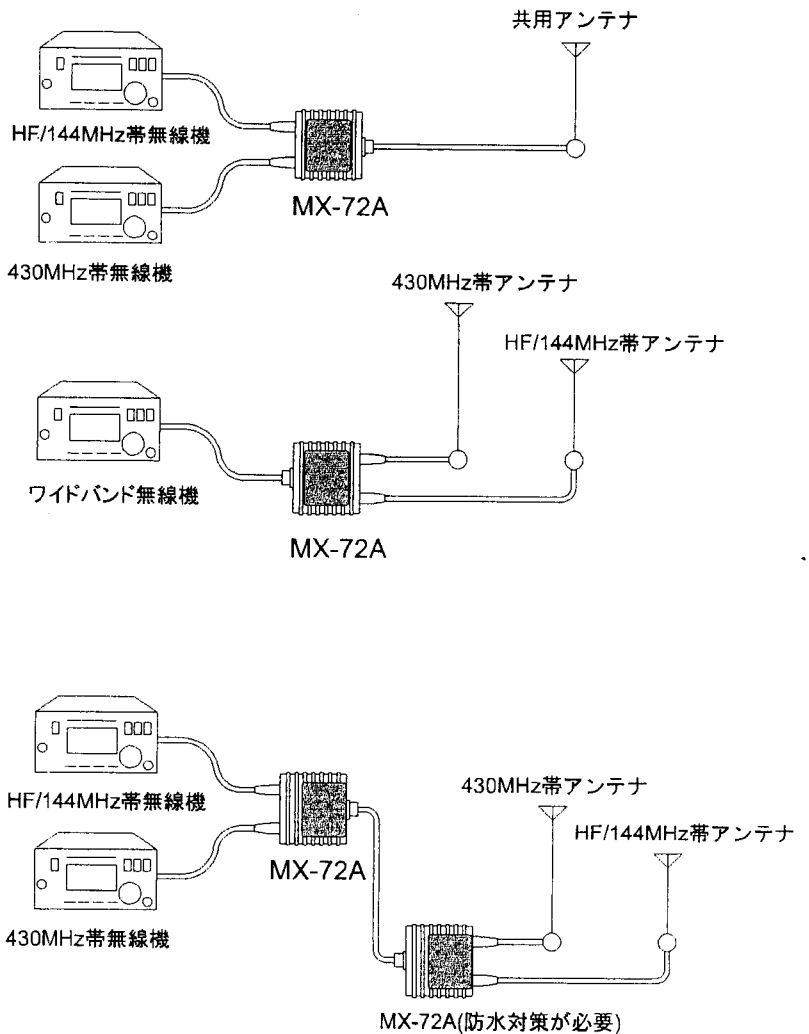 共用アンテナ
HF/144MHz帯無線機
MX-72A
430MHz帯無線機
430MHz帯アンテナ
HF/144MHz帯アンテナ
ワイドバンド無線機
MX-72A
HF/144MHz帯無線機
430MHz帯アンテナ
HF/144MHz帯アンテナ
MX-72A
430MHz帯無線機
MX-72A(防水対策が必要)